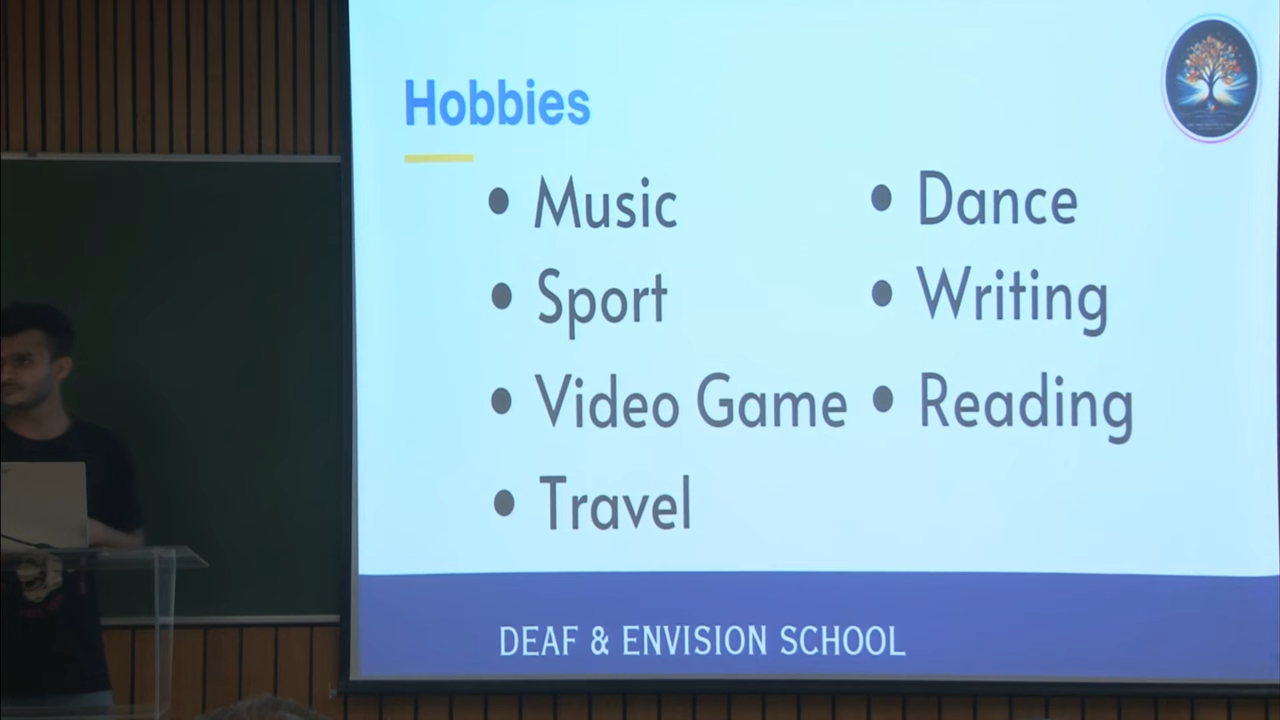 Hobbies
• Music
• Sport
• Video Game
• Travel
• Dance
• Writing
• Reading
DEAF & ENVISION SCHOOL